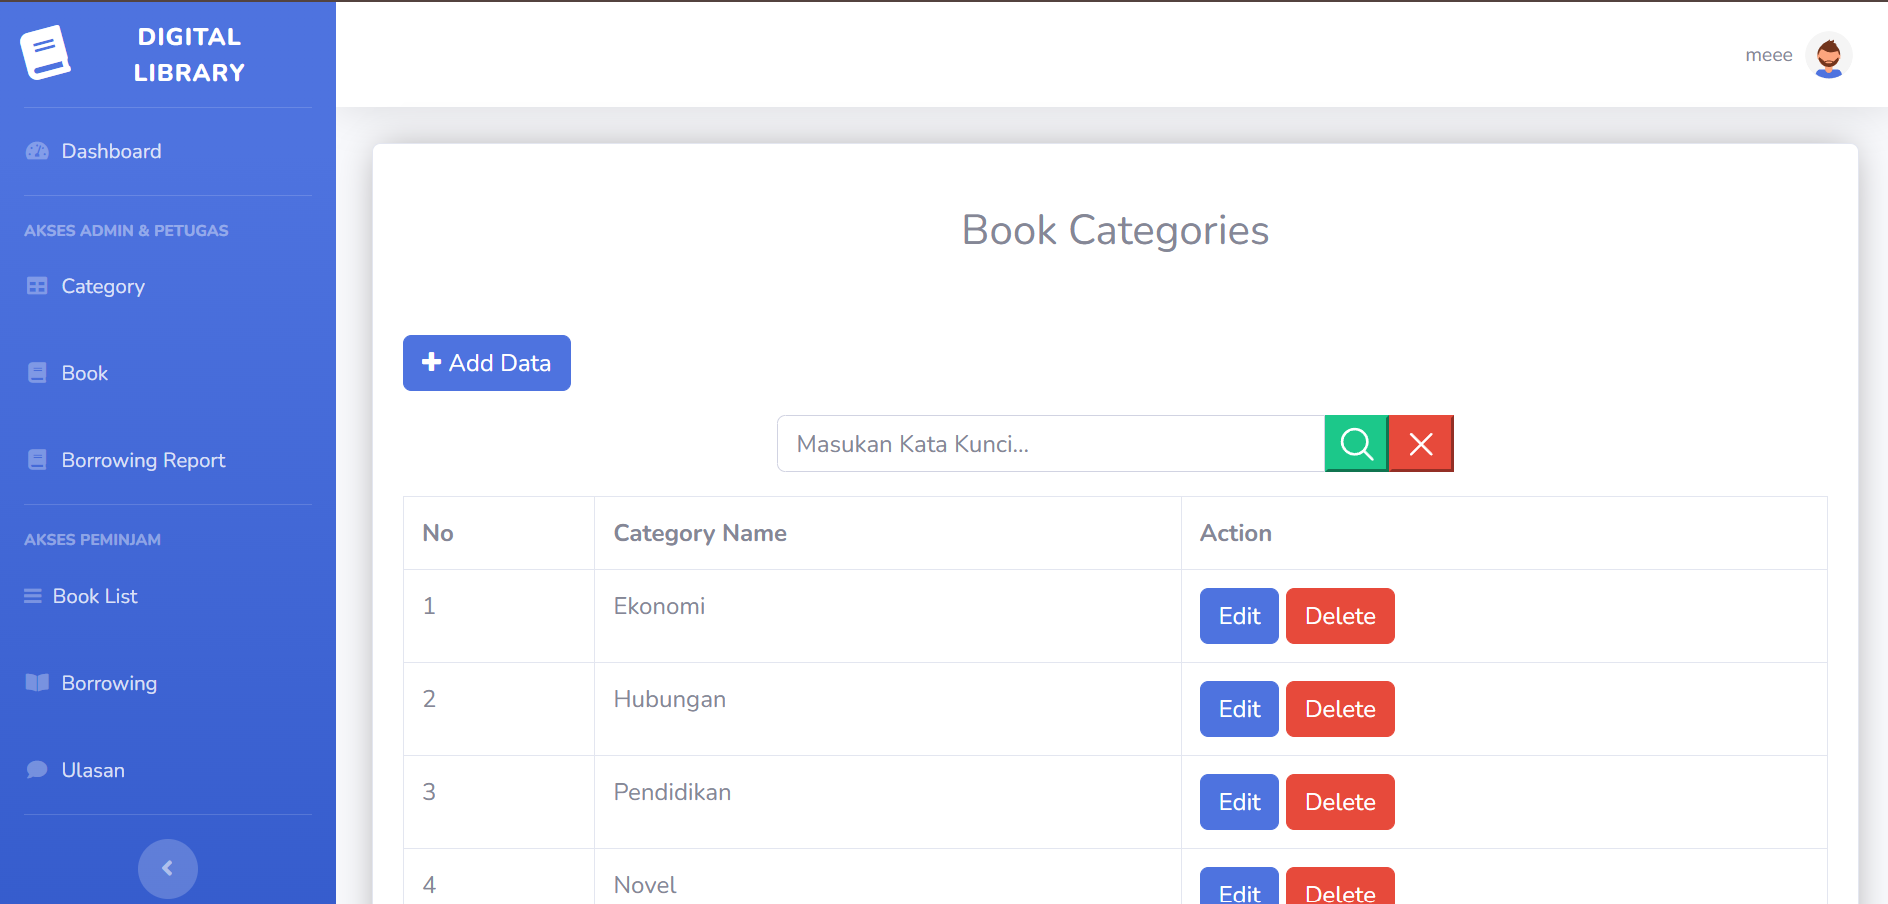 DIGITAL
LIBRARY
meee
Dashboard
AKSES ADMIN & PETUGAS
Category
Book
Borrowing Report
AKSES PEMINJAM
Book List
Borrowing
Ulasan
Book Categories
Add Data
Masukan Kata Kunci...
No Category Name Action
1 Ekonomi Edit Delete
2 Hubungan Edit Delete
3 Pendidikan Edit Delete
4 Novel Edit Delete